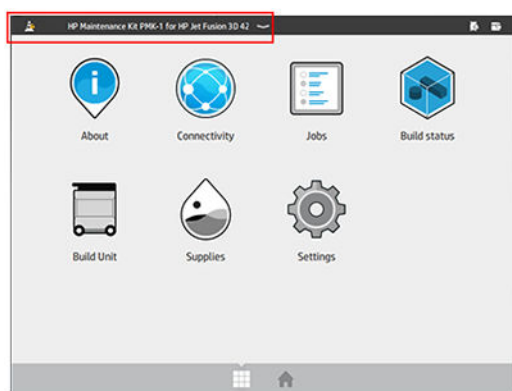 HP Maintenance Kit PMK-1 for HP Jet Fusion 3D 42
About
Connectivity
Jobs
Build status
Build Unit
Supplies
Settings